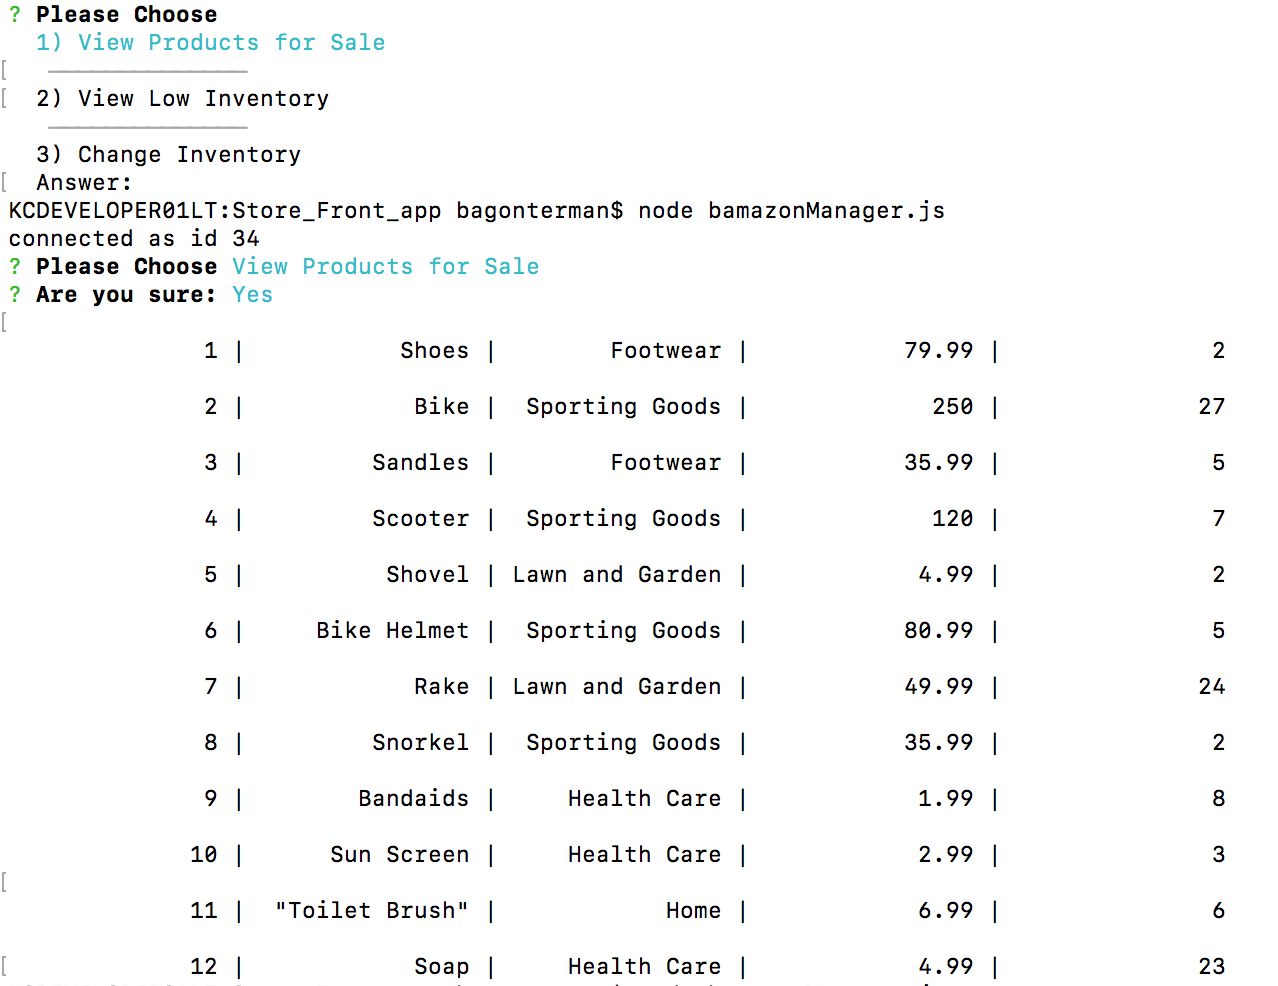 ? Please Choose
1) View Products for Sale
[ ──────────────
[ 2) View Low Inventory
──────────────
3) Change Inventory
[ Answer:
KCDEVELOPER01LT:Store_Front_app bagonterman$ node bamazonManager.js
connected as id 34
? Please Choose View Products for Sale
? Are you sure: Yes
[
1 | Shoes | Footwear | 79.99 | 2
2 | Bike | Sporting Goods | 250 | 27
3 | Sandles | Footwear | 35.99 | 5
4 | Scooter | Sporting Goods | 120 | 7
5 | Shovel | Lawn and Garden | 4.99 | 2
6 | Bike Helmet | Sporting Goods | 80.99 | 5
7 | Rake | Lawn and Garden | 49.99 | 24
8 | Snorkel | Sporting Goods | 35.99 | 2
9 | Bandaids | Health Care | 1.99 | 8
10 | Sun Screen | Health Care | 2.99 | 3
[
11 | "Toilet Brush" | Home | 6.99 | 6
[ 12 | Soap | Health Care | 4.99 | 23